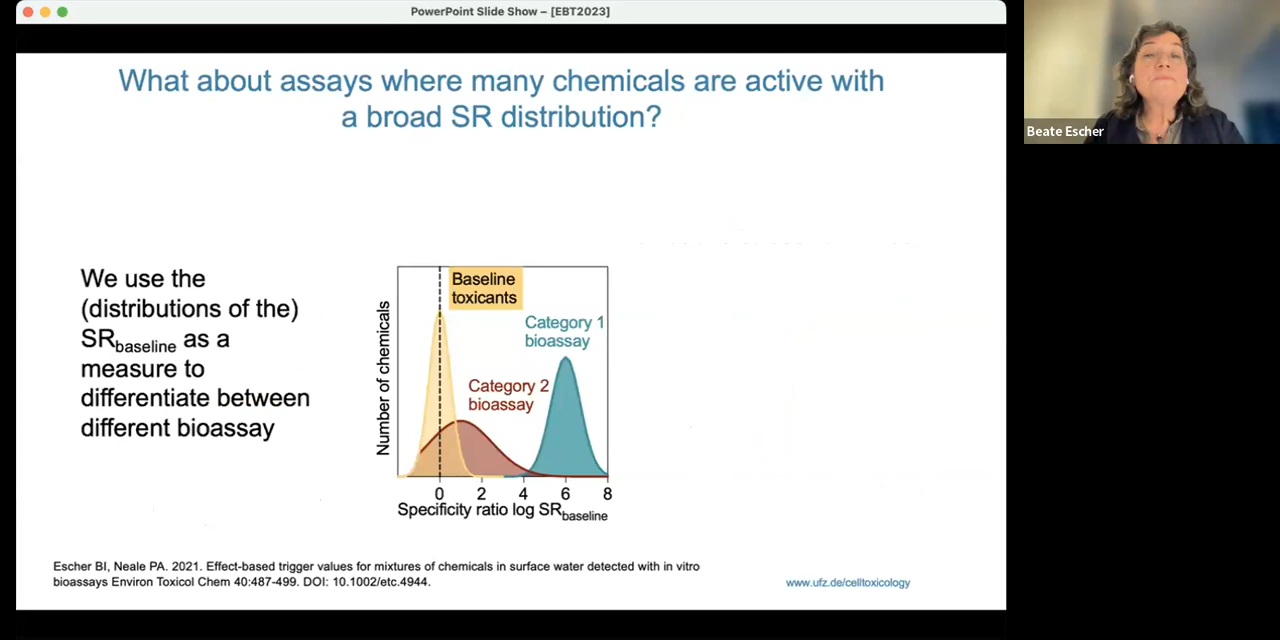 PowerPoint Slide Show – [EBT2023]
What about assays where many chemicals are active with
a broad SR distribution?
Beate Escher
We use the
(distributions of the)
SRbaseline as a
measure to
differentiate between
different bioassay
Number of chemicals
Baseline
toxicants
Category 1
bioassay
Category 2
bioassay
0 2 4 6 8
Specificity ratio log SRbaseline
Escher BI, Neale PA. 2021. Effect-based trigger values for mixtures of chemicals in surface water detected with in vitro
bioassays Environ Toxicol Chem 40:487-499. DOI: 10.1002/etc.4944.
www.ufz.de/celltoxicology